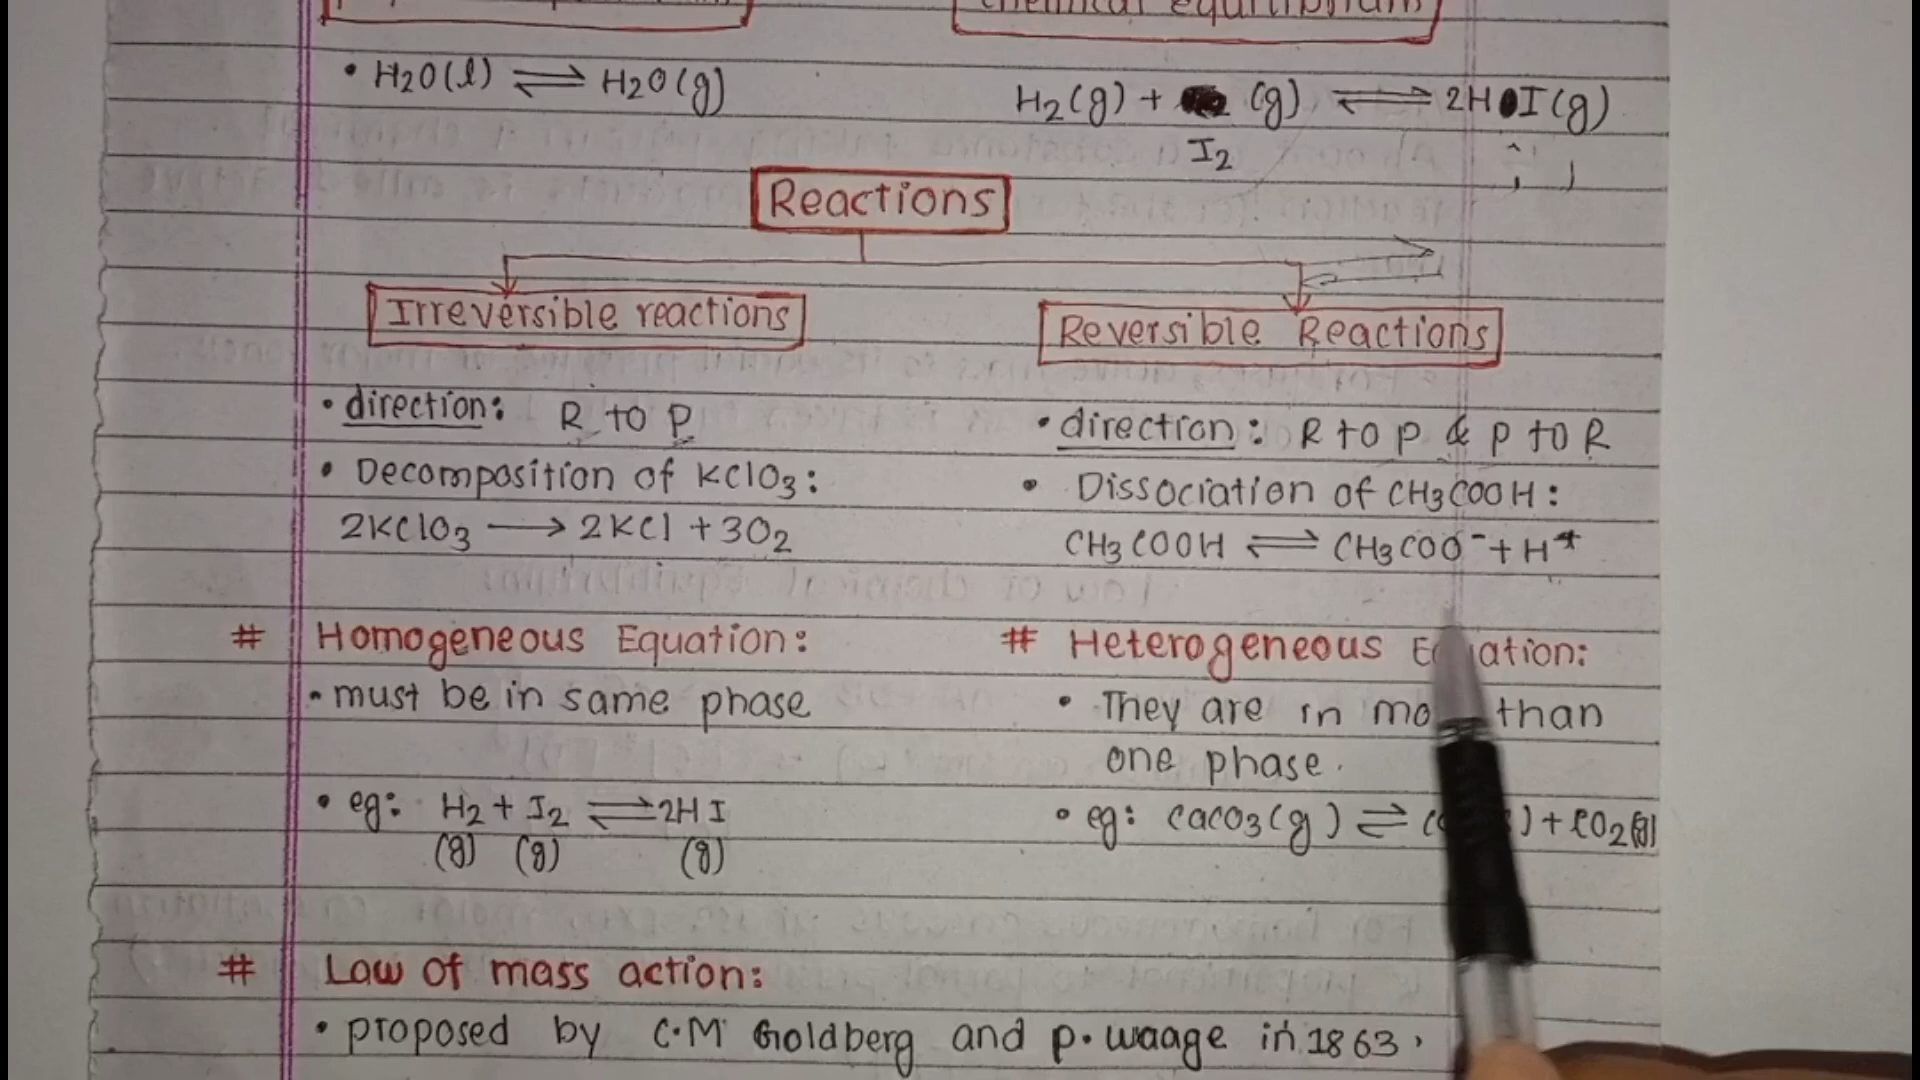 chemical equilibrium
• H2O(l) ⇌ H2O(g)
H2(g) + (g) ⇌ 2HI(g)
I2
Reactions
Irreversible reactions
Reversible Reactions
• direction: R to P
• Decomposition of KClO3:
2KClO3 → 2KCl + 3O2
• direction: R to P & P to R
• Dissociation of CH3COOH:
CH3COOH ⇌ CH3COO⁻ + H⁺
# Homogeneous Equation:
- must be in same phase
• eg: H2 + I2 ⇌ 2HI
(g) (g) (g)
# Heterogeneous
• They are in than
one phase.
• eg: CaCO3(g) ⇌ + CO2(g)
# Law of mass action:
• proposed by C.M Goldberg and P. waage in 1863.